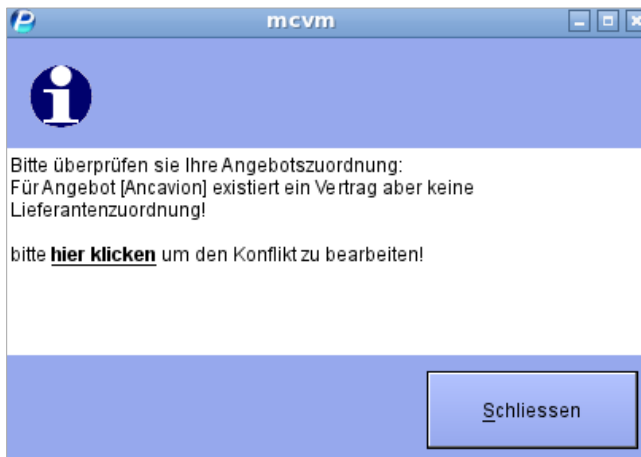 mcvm
Bitte überprüfen sie Ihre Angebotszuordnung:
Für Angebot [Ancavion] existiert ein Vertrag aber keine
Lieferantenzuordnung!
bitte hier klicken um den Konflikt zu bearbeiten!
Schliessen